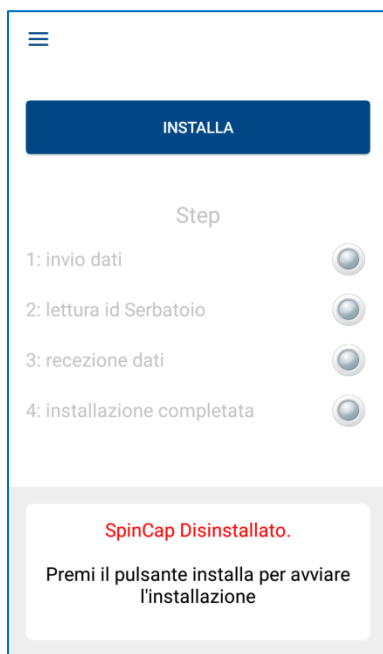 INSTALLA
Step
1: invio dati
2: lettura id Serbatoio
3: recezione dati
4: installazione completata
SpinCap Disinstallato.
Premi il pulsante installa per avviare
l'installazione